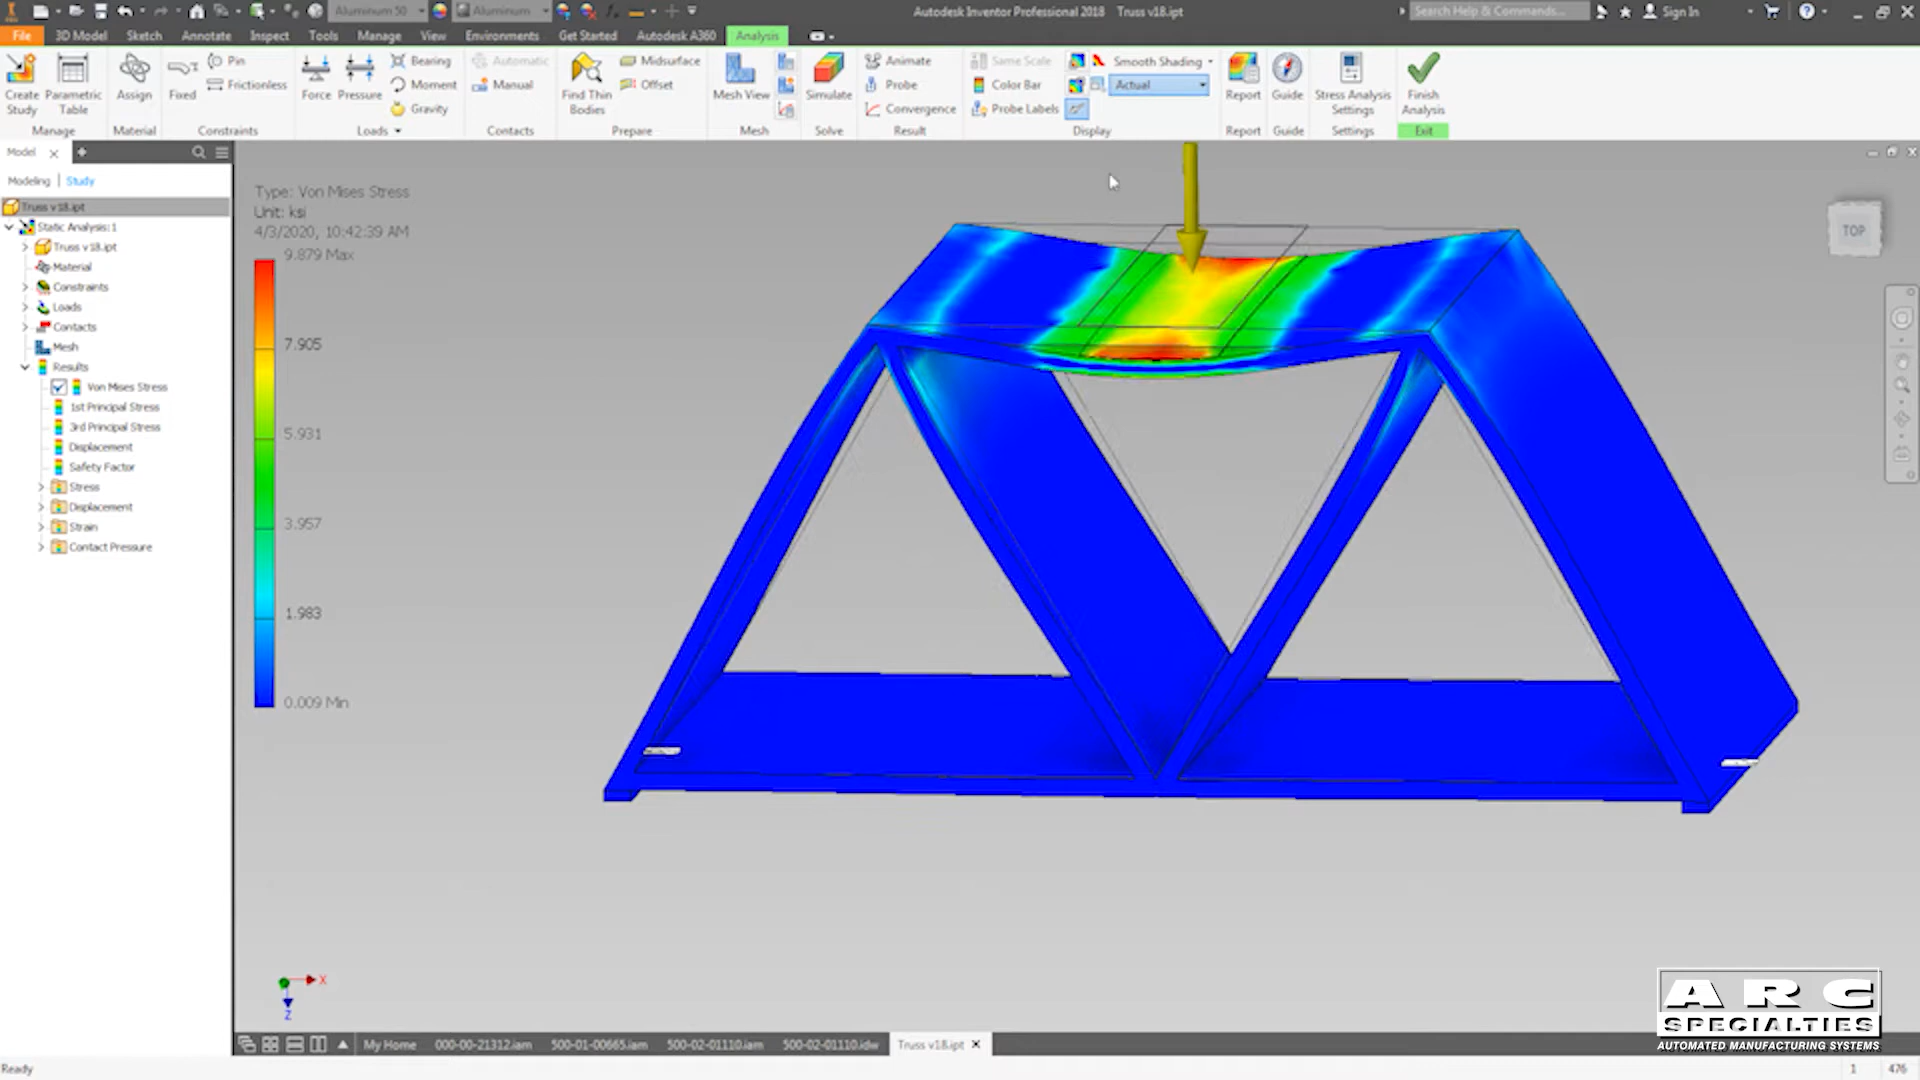 Aluminum 50
Aluminum
Autodesk Inventor Professional 2018 Truss v18.ipt
Search Help & Commands...
Sign In
File 3D Model Sketch Annotate Inspect Tools Manage View Environments Get Started Autodesk A360 Analysis
Create Study
Parametric Table
Manage
Assign
Material
Fixed
Pin
Frictionless
Constraints
Force
Pressure
Bearing
Moment
Gravity
Loads
Automatic
Manual
Contacts
Find Thin Bodies
Midsurface
Offset
Prepare
Mesh View
Mesh
Simulate
Solve
Animate
Probe
Convergence
Result
Same Scale
Color Bar
Probe Labels
Smooth Shading
Actual
Display
Report
Report
Guide
Guide
Stress Analysis Settings
Settings
Finish Analysis
Exit
Model
Modeling | Study
Truss v18.ipt
Static Analysis:1
Truss v18.ipt
Material
Constraints
Loads
Contacts
Mesh
Results
Von Mises Stress
1st Principal Stress
3rd Principal Stress
Displacement
Safety Factor
Stress
Displacement
Strain
Contact Pressure
Type: Von Mises Stress
Unit: ksi
4/3/2020, 10:42:39 AM
9.879 Max
7.905
5.931
3.957
1.983
0.009 Min
TOP
X
Z
My Home 000-00-21312.iam 500-01-00665.iam 500-02-01110.iam 500-02-01110.idw Truss v18.ipt
ARC
SPECIALTIES
AUTOMATED MANUFACTURING SYSTEMS
Ready
1 476